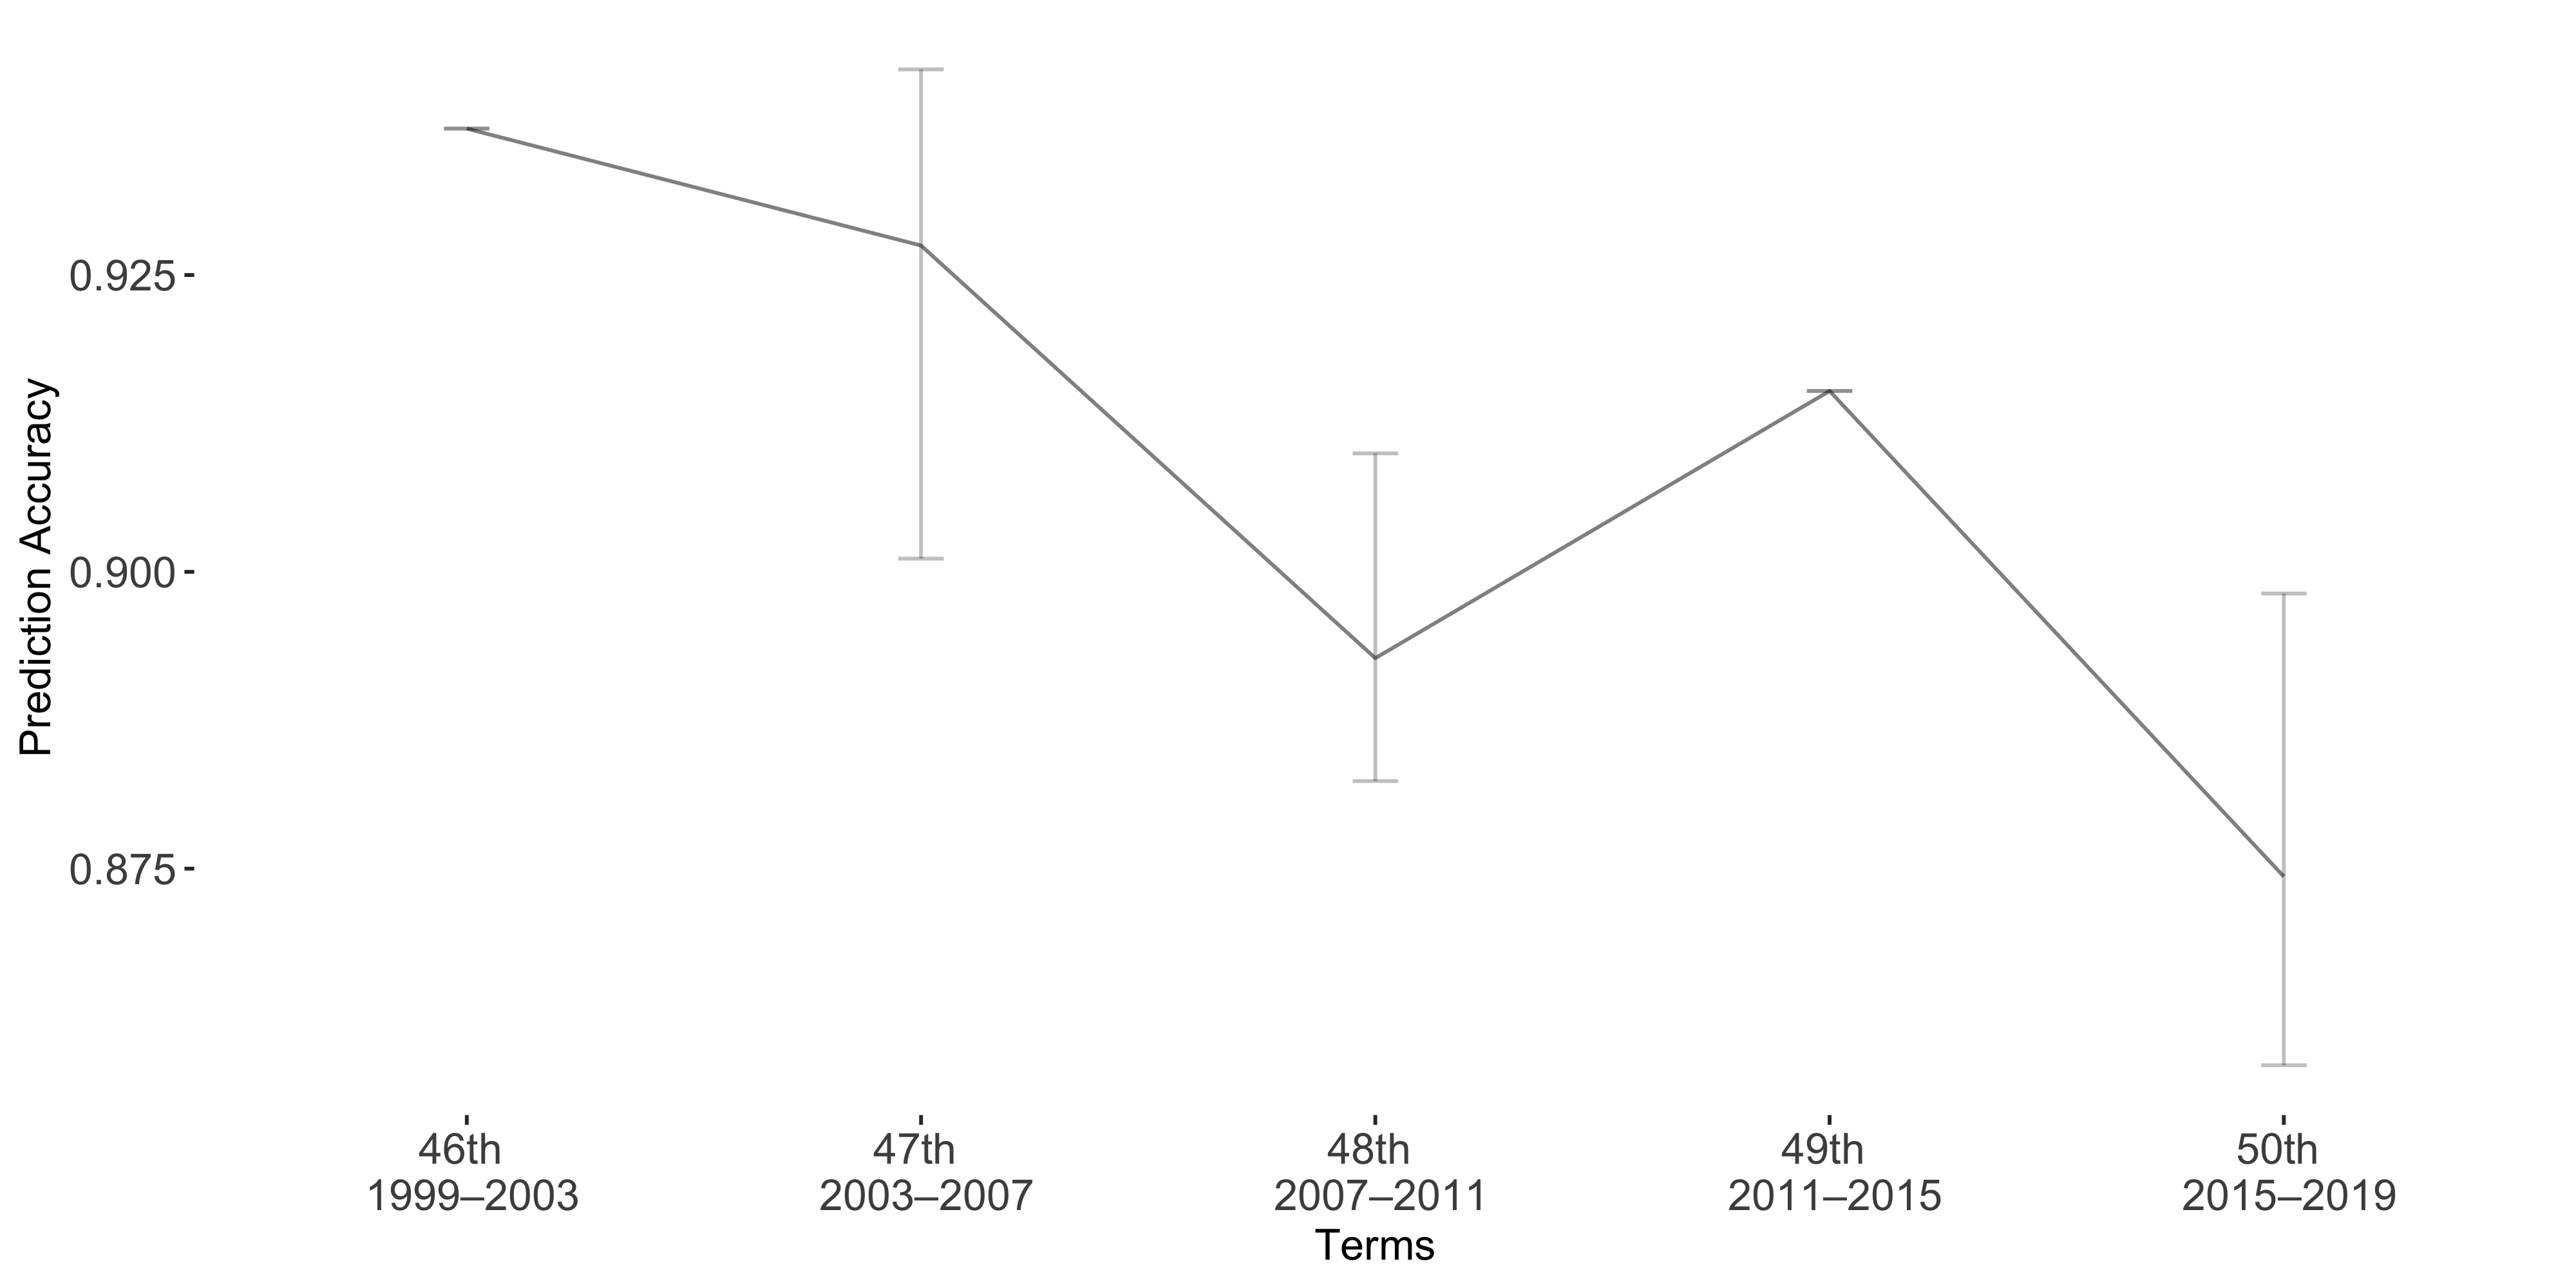 Prediction Accuracy
0.925
0.900
0.875
46th
1999–2003
47th
2003–2007
48th
2007–2011
49th
2011–2015
50th
2015–2019
Terms